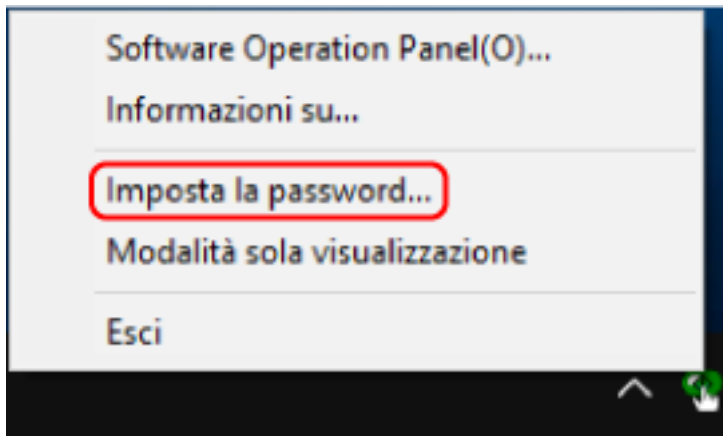 Software Operation Panel(O)...
Informazioni su...
Imposta la password...
Modalità sola visualizzazione
Esci